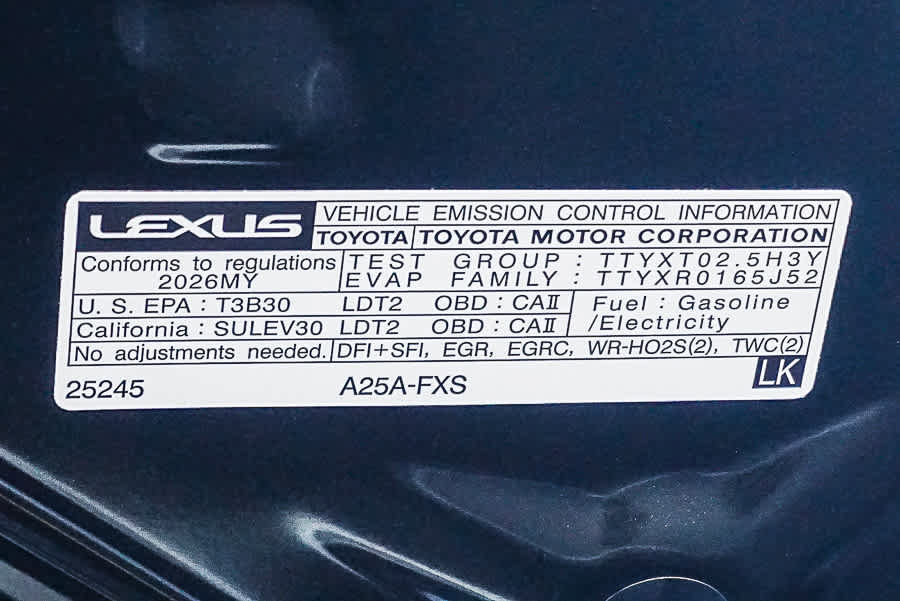 LEXUS VEHICLE EMISSION CONTROL INFORMATION
TOYOTA TOYOTA MOTOR CORPORATION
Conforms to regulations
2026MY
TEST GROUP : TTYXT02.5H3Y
EVAP FAMILY : TTYXR0165J52
U. S. EPA : T3B30 LDT2 OBD : CAII
California : SULEV30 LDT2 OBD : CAII
Fuel : Gasoline
/Electricity
No adjustments needed. DFI+SFI, EGR, EGRC, WR-HO2S(2), TWC(2)
25245 A25A-FXS LK